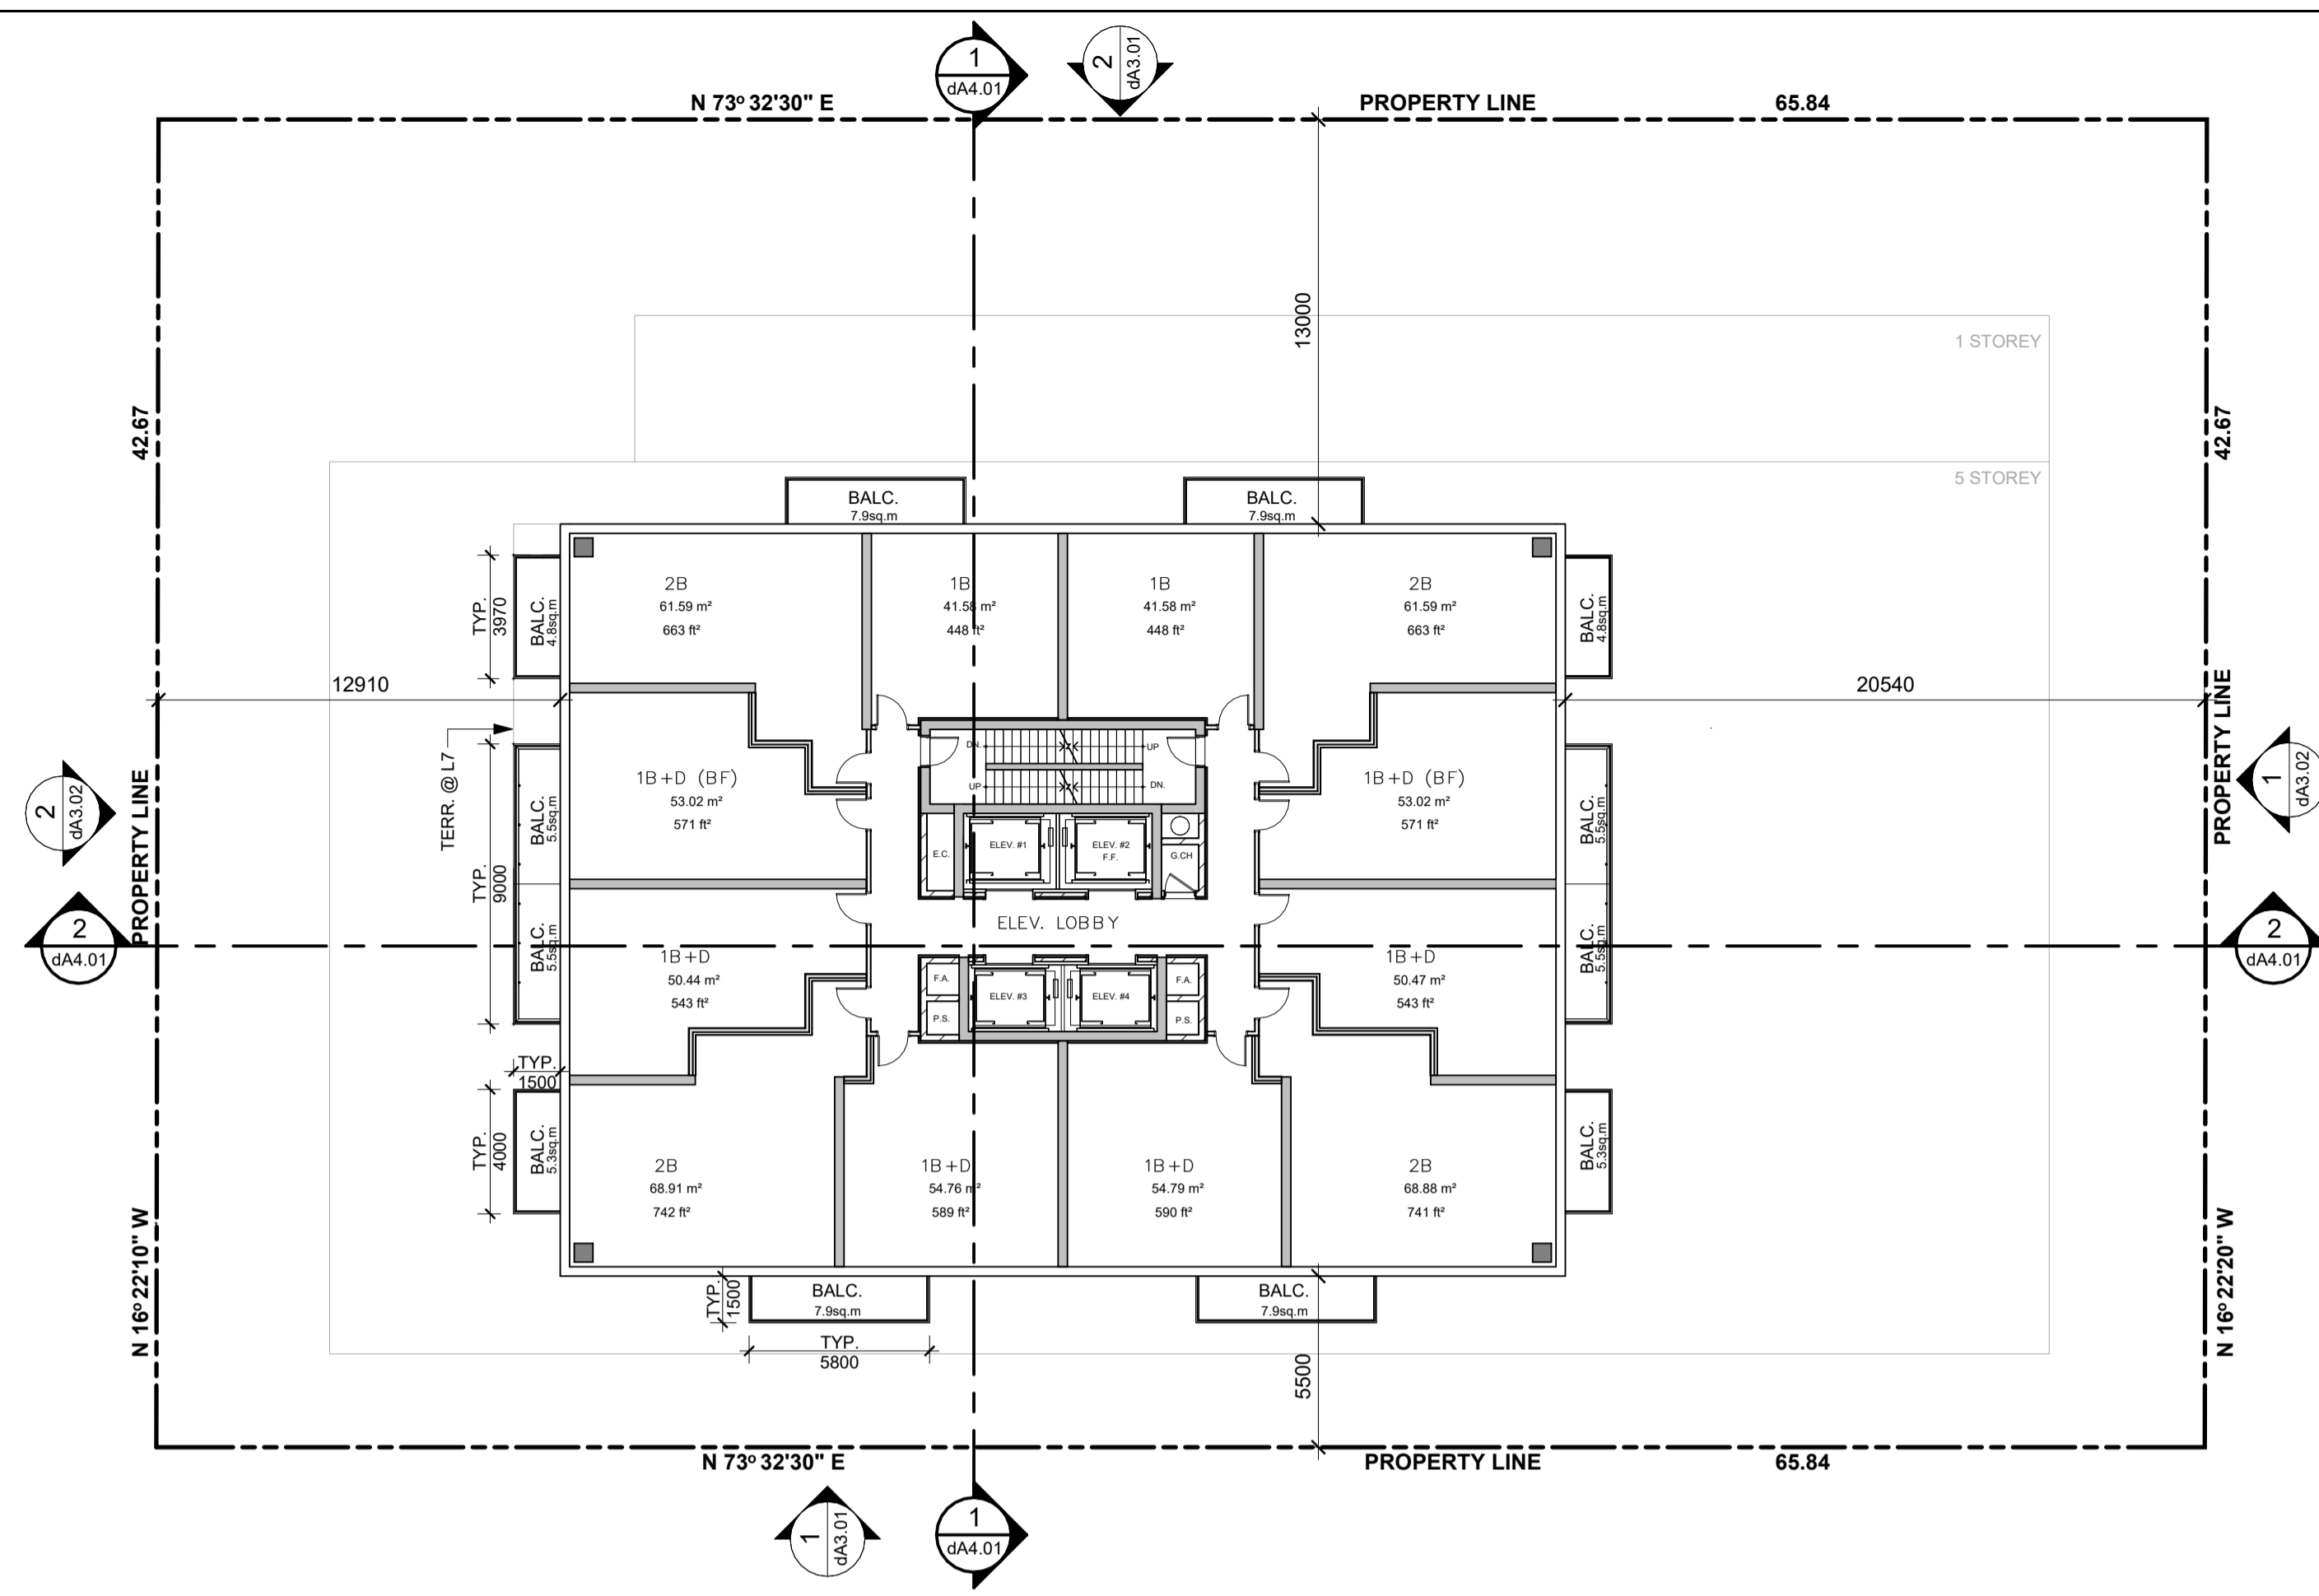 1
dA4.01
2
dA3.01
N 73º 32'30" E
PROPERTY LINE
65.84
42.67
42.67
13000
1 STOREY
5 STOREY
BALC.
7.9sq.m
BALC.
7.9sq.m
TYP.
3970
BALC.
4.8sq.m
2B
61.59 m²
663 ft²
1B
41.58 m²
448 ft²
1B
41.58 m²
448 ft²
2B
61.59 m²
663 ft²
BALC.
4.8sq.m
12910
20540
PROPERTY LINE
PROPERTY LINE
TERR. @ L7
DN.
UP
UP
DN.
2
dA3.02
1
dA3.02
TYP.
9000
BALC.
5.5sq.m
1B+D (BF)
53.02 m²
571 ft²
1B+D (BF)
53.02 m²
571 ft²
BALC.
5.5sq.m
E.C.
ELEV. #1
ELEV. #2
F.F.
G.CH
ELEV. LOBBY
2
dA4.01
2
dA4.01
BALC.
5.5sq.m
1B+D
50.44 m²
543 ft²
1B+D
50.47 m²
543 ft²
BALC.
5.5sq.m
F.A.
P.S.
ELEV. #3
ELEV. #4
F.A.
P.S.
TYP.
1500
TYP.
4000
BALC.
5.3sq.m
2B
68.91 m²
742 ft²
1B+D
54.76 m²
589 ft²
1B+D
54.79 m²
590 ft²
2B
68.88 m²
741 ft²
BALC.
5.3sq.m
N 16º 22'10" W
N 16º 22'20" W
TYP.
1500
BALC.
7.9sq.m
BALC.
7.9sq.m
TYP.
5800
5500
N 73º 32'30" E
PROPERTY LINE
65.84
1
dA3.01
1
dA4.01